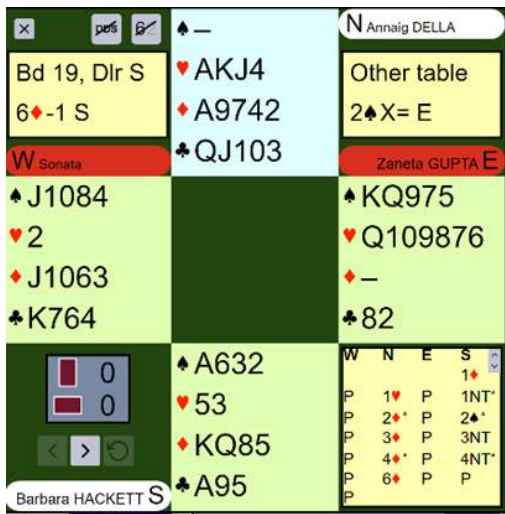 ×
DDS
6
N Annaig DELLA
Bd 19, Dlr S
6♦-1 S
♠ –
♥ AKJ4
♦ A9742
♣ QJ103
Other table
2♠X= E
W Sonata
Zaneta GUPTA E
♠ J1084
♥ 2
♦ J1063
♣ K764
♠ KQ975
♥ Q109876
♦ –
♣ 82
0
0
< > 
♠ A632
♥ 53
♦ KQ85
♣ A95
W N E S
1♦
P 1♥ P 1NT*
P 2♦* P 2♠*
P 3♦ P 3NT
P 4♦* P 4NT*
P 6♦ P P
P
Barbara HACKETT S